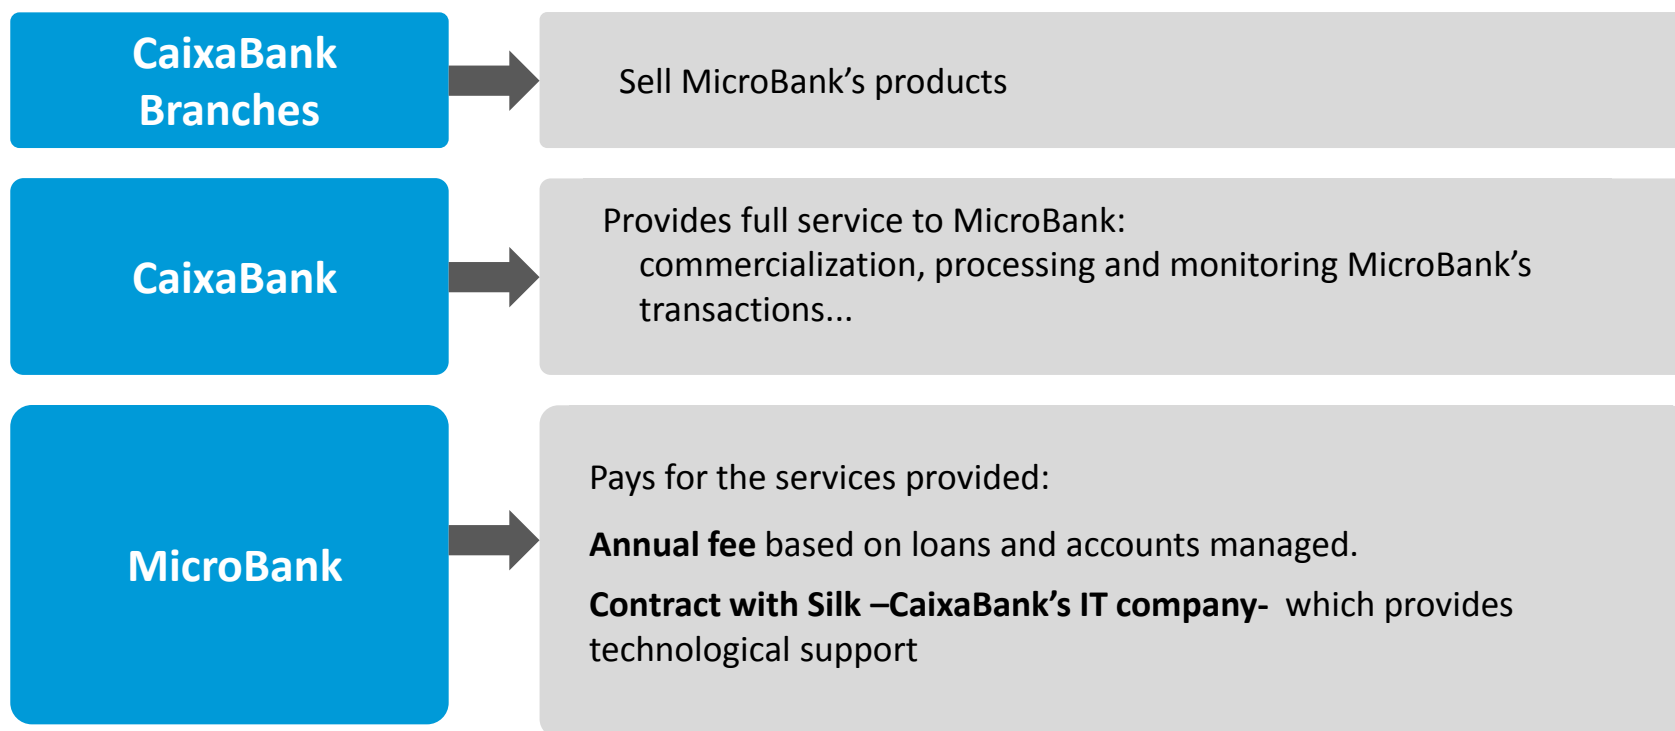 CaixaBank
Branches
Sell MicroBank’s products
CaixaBank
Provides full service to MicroBank:
commercialization, processing and monitoring MicroBank’s
transactions...
MicroBank
Pays for the services provided:
Annual fee based on loans and accounts managed.
Contract with Silk –CaixaBank’s IT company- which provides
technological support